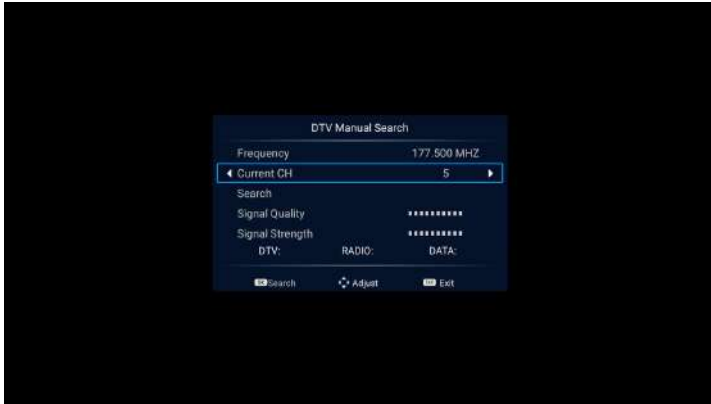 DTV Manual Search
Frequency 177.500 MHZ
Current CH 5
Search
Signal Quality
Signal Strength
DTV: RADIO: DATA:
Search Adjust Exit